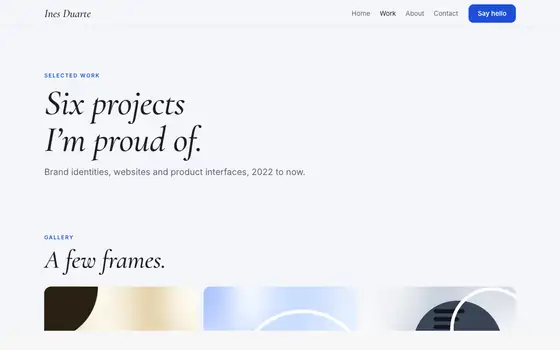 Ines Duarte
Home Work About Contact Say hello
SELECTED WORK
Six projects
I’m proud of.
Brand identities, websites and product interfaces, 2022 to now.
GALLERY
A few frames.